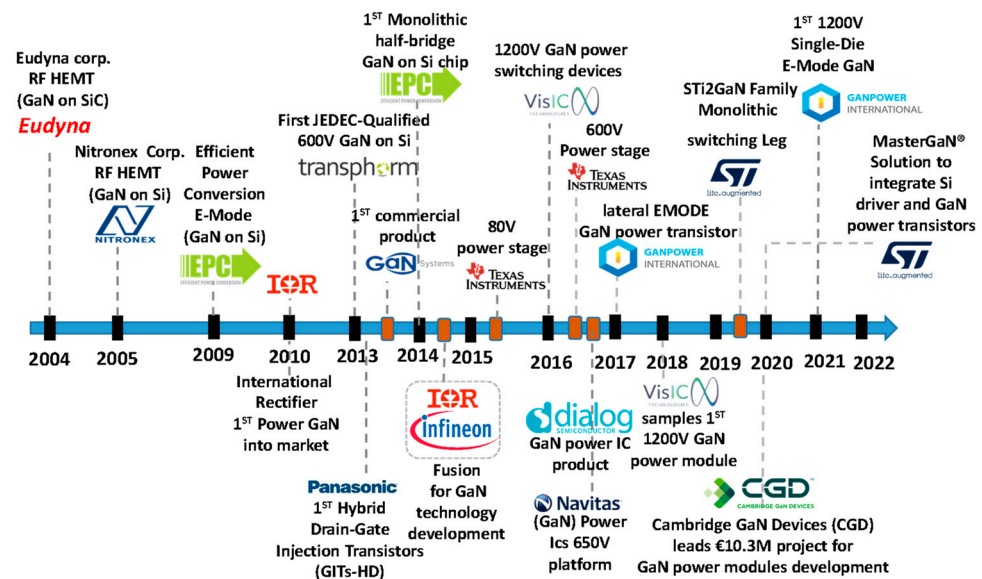 Eudyna corp.
RF HEMT
(GaN on SiC)
Eudyna
Nitronex Corp.
RF HEMT
(GaN on Si)
NITRONEX
Efficient
Power
Conversion
E-Mode
(GaN on Si)
EPC
EFFICIENT POWER CONVERSION
IOR
First JEDEC-Qualified
600V GaN on Si
transphorm
1ST Monolithic
half-bridge
GaN on Si chip
EPC
EFFICIENT POWER CONVERSION
1ST commercial
product
GaN Systems
80V
power stage
TEXAS
INSTRUMENTS
1200V GaN power
switching devices
VisIC
TECHNOLOGIES
600V
Power stage
TEXAS
INSTRUMENTS
lateral EMODE
GaN power transistor
GANPOWER
INTERNATIONAL
STi2GaN Family
Monolithic
switching Leg
ST
life.augmented
1ST 1200V
Single-Die
E-Mode GaN
GANPOWER
INTERNATIONAL
MasterGaN®
Solution to
integrate Si
driver and GaN
power transistors
ST
life.augmented
2004 2005 2009 2010 2013 2014 2015 2016 2017 2018 2019 2020 2021 2022
International
Rectifier
1ST Power GaN
into market
Panasonic
1ST Hybrid
Drain-Gate
Injection Transistors
(GITs-HD)
IOR
infineon
Fusion
for GaN
technology
development
dialog
SEMICONDUCTOR
GaN power IC
product
Navitas
(GaN) Power
Ics 650V
platform
VisIC
TECHNOLOGIES
samples 1ST
1200V GaN
power module
CGD
CAMBRIDGE GaN DEVICES
Cambridge GaN Devices (CGD)
leads €10.3M project for
GaN power modules development